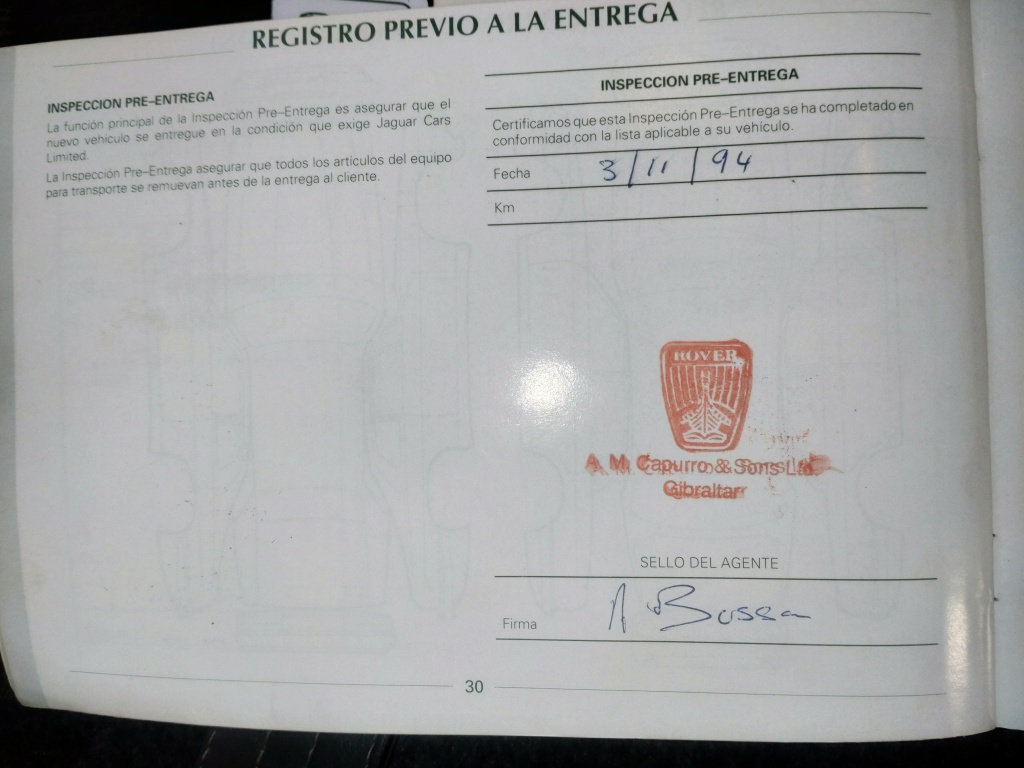 REGISTRO PREVIO A LA ENTREGA
INSPECCION PRE–ENTREGA
La función principal de la Inspección Pre–Entrega es asegurar que el
nuevo vehículo se entregue en la condición que exige Jaguar Cars
Limited.
La Inspección Pre–Entrega asegurar que todos los artículos del equipo
para transporte se remuevan antes de la entrega al cliente.
INSPECCION PRE–ENTREGA
Certificamos que esta Inspección Pre–Entrega se ha completado en
conformidad con la lista aplicable a su vehículo.
Fecha 3/11/94
Km
ROVER
A. M. Capurro & Sons Ltd.
Gibraltar
SELLO DEL AGENTE
Firma
30